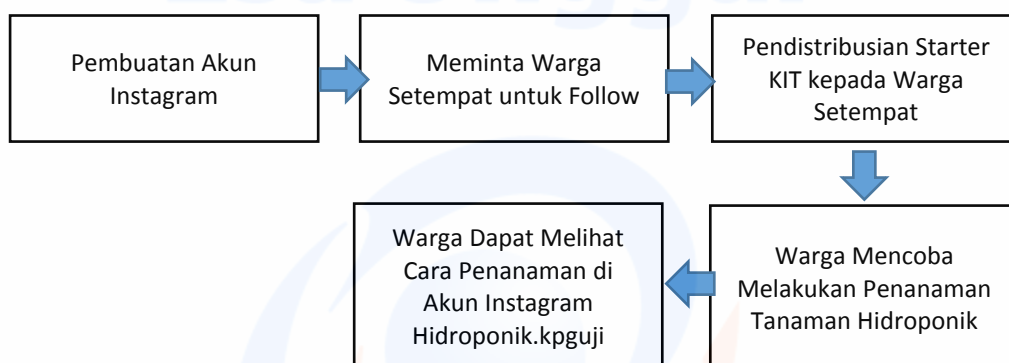 Pembuatan Akun
Instagram
Meminta Warga
Setempat untuk Follow
Pendistribusian Starter
KIT kepada Warga
Setempat
Warga Mencoba
Melakukan Penanaman
Tanaman Hidroponik
Warga Dapat Melihat
Cara Penanaman di
Akun Instagram
Hidroponik.kpguji